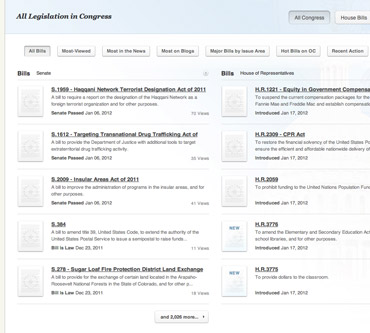 All Legislation in Congress
All Congress
House Bills
All Bills
Most-Viewed
Most in the News
Most on Blogs
Major Bills by Issue Area
Hot Bills on OC
Recent Action
Bills Senate
S.1959 - Haqqani Network Terrorist Designation Act of 2011
A bill to require a report on the designation of the Haqqani Network as a
foreign terrorist organization and for other purposes.
Senate Passed Jan 05, 2012
Views
S.1612 - Targeting Transnational Drug Trafficking Act of
A bill to provide the Department of Justice with additional tools to target
extraterritorial drug trafficking activity.
Senate Passed Jan 06, 2012
Views
S.2009 - Insular Areas Act of 2011
A bill to improve the administration of programs in the insular areas, and for
other purposes.
Senate Passed Jan 06, 2012
41 Views
S.384
A bill to amend title 39, United States Code, to extend the authority of the
United States Postal Service to issue a semipostal to raise funds...
Bill is Law Dec 23, 2011
11 Views
S.278 - Sugar Loaf Fire Protection District Land Exchange
A bill to provide for the exchange of certain land located in the Arapaho-
Roosevelt National Forests in the State of Colorado, and for other p...
Bill is Law Dec 23, 2011
18 Views
and 2,026 more...
Bills House of Representatives
H.R.1221 - Equity in Government Compensa
To suspend the current compensation packages for the
Fannie Mae and Freddie Mac and establish compensatio
Introduced Jan 17, 2012
H.R.2309 - CPR Act
To restore the financial solvency of the United States Po
ensure the efficient and affordable nationwide delivery of
Introduced Jan 17, 2012
H.R.2059
To prohibit funding to the United Nations Population Fun
Introduced Jan 17, 2012
NEW
H.R.3776
To amend the Elementary and Secondary Education Act
school libraries, and for other purposes.
Introduced Jan 17, 2012
NEW
H.R.3775
To provide dollars to the classroom.
Introduced Jan 17, 2012